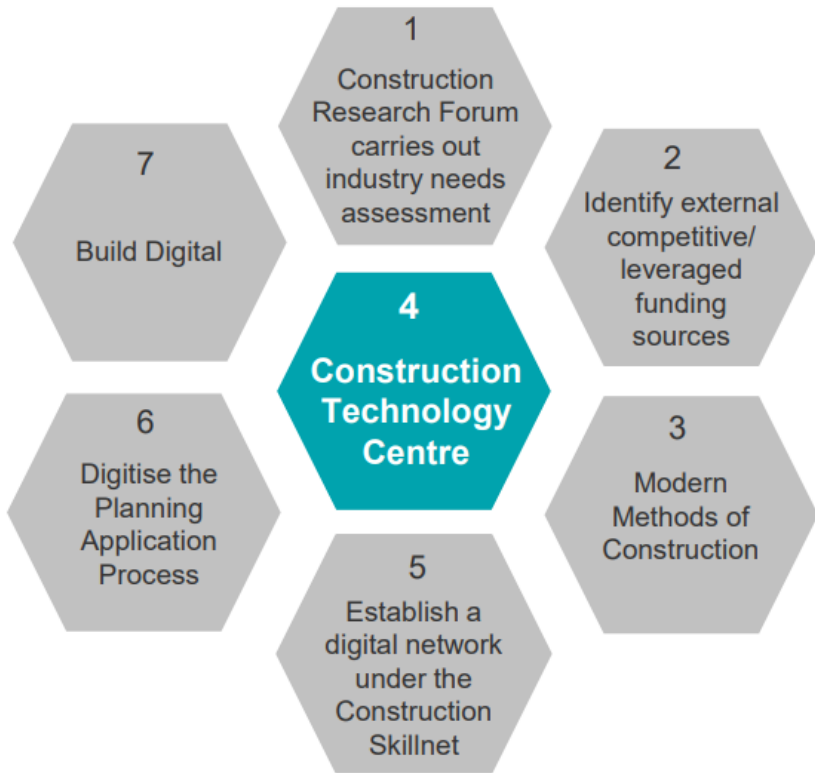 1
Construction
Research Forum
carries out
industry needs
assessment
2
Identify external
competitive/
leveraged
funding
sources
3
Modern
Methods of
Construction
4
Construction
Technology
Centre
5
Establish a
digital network
under the
Construction
Skillnet
6
Digitise the
Planning
Application
Process
7
Build Digital